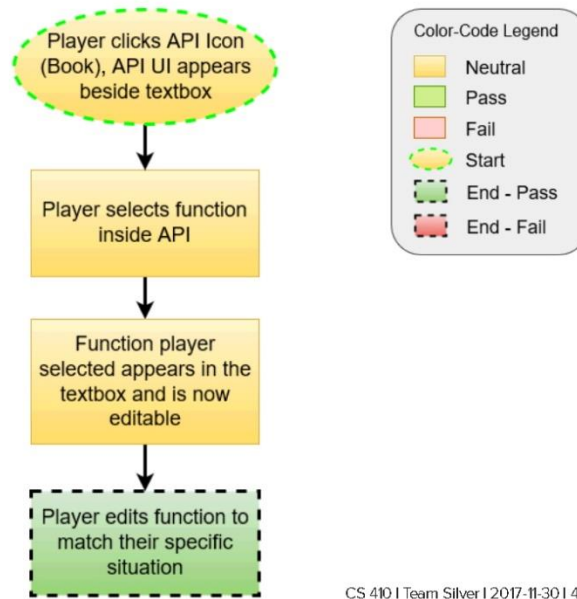 Player clicks API Icon
(Book), API UI appears
beside textbox
Player selects function
inside API
Function player
selected appears in the
textbox and is now
editable
Player edits function to
match their specific
situation
Color-Code Legend
Neutral
Pass
Fail
Start
End - Pass
End - Fail
CS 410 I Team Silver I 2017-11-30 I 4